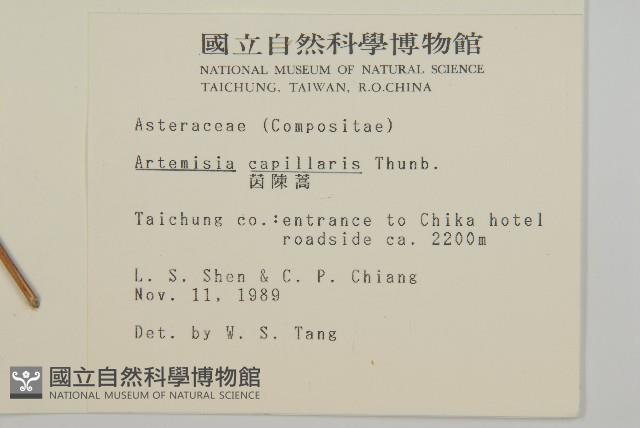 國立自然科學博物館
NATIONAL MUSEUM OF NATURAL SCIENCE
TAICHUNG, TAIWAN, R.O.CHINA
Asteraceae (Compositae)
Artemisia capillaris Thunb.
茵陳蒿
Taichung co.:entrance to Chika hotel
roadside ca. 2200m
L. S. Shen & C. P. Chiang
Nov. 11, 1989
Det. by W. S. Tang
國立自然科學博物館
NATIONAL MUSEUM OF NATURAL SCIENCE